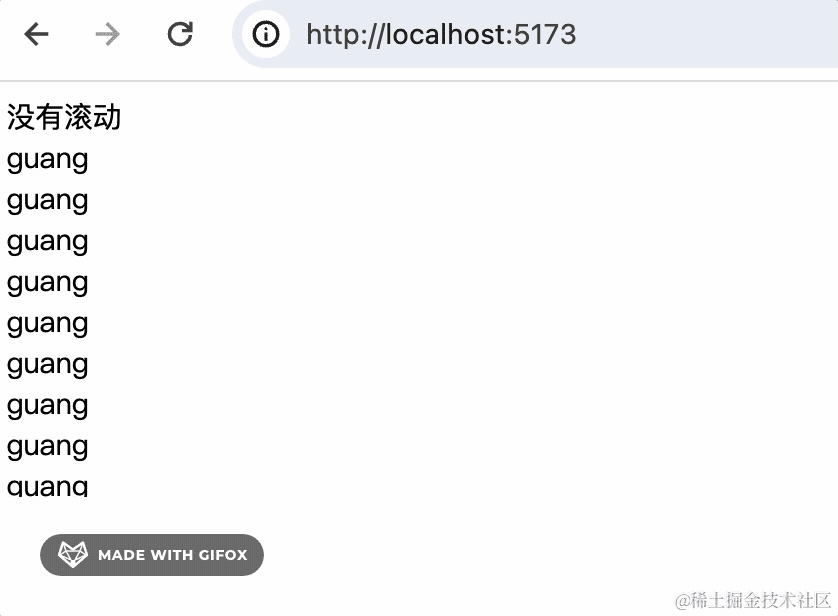 http://localhost:5173
没有滚动
guang
guang
guang
guang
guang
guang
guang
guang
guang
MADE WITH GIFOX
@稀土掘金技术社区